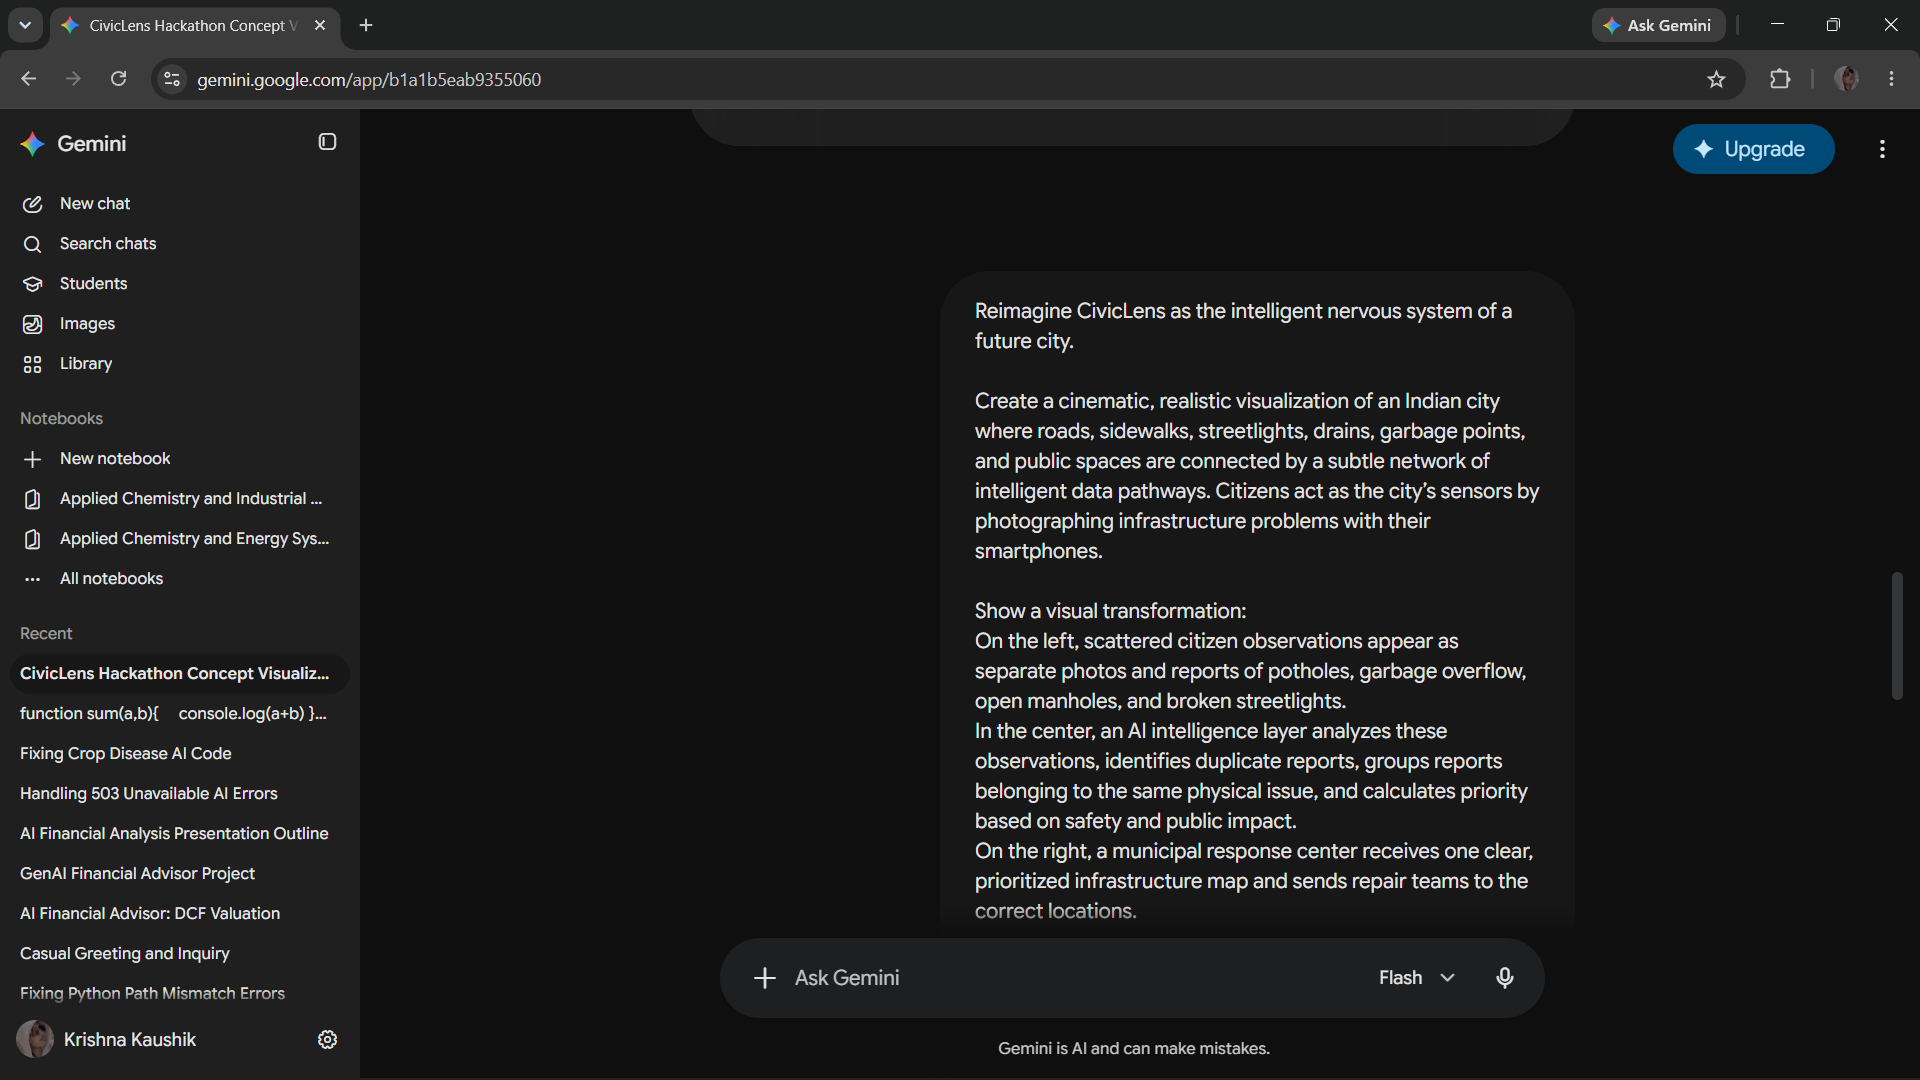 CivicLens Hackathon Concept V
Ask Gemini
gemini.google.com/app/b1a1b5eab9355060
Gemini
Upgrade
New chat
Search chats
Students
Images
Library
Notebooks
New notebook
Applied Chemistry and Industrial ...
Applied Chemistry and Energy Sys...
All notebooks
Recent
CivicLens Hackathon Concept Visualiz...
function sum(a,b){ console.log(a+b) }...
Fixing Crop Disease AI Code
Handling 503 Unavailable AI Errors
AI Financial Analysis Presentation Outline
GenAI Financial Advisor Project
AI Financial Advisor: DCF Valuation
Casual Greeting and Inquiry
Fixing Python Path Mismatch Errors
Krishna Kaushik
Reimagine CivicLens as the intelligent nervous system of a
future city.
Create a cinematic, realistic visualization of an Indian city
where roads, sidewalks, streetlights, drains, garbage points,
and public spaces are connected by a subtle network of
intelligent data pathways. Citizens act as the city's sensors by
photographing infrastructure problems with their
smartphones.
Show a visual transformation:
On the left, scattered citizen observations appear as
separate photos and reports of potholes, garbage overflow,
open manholes, and broken streetlights.
In the center, an AI intelligence layer analyzes these
observations, identifies duplicate reports, groups reports
belonging to the same physical issue, and calculates priority
based on safety and public impact.
On the right, a municipal response center receives one clear,
prioritized infrastructure map and sends repair teams to the
correct locations.
Ask Gemini
Flash
Gemini is AI and can make mistakes.